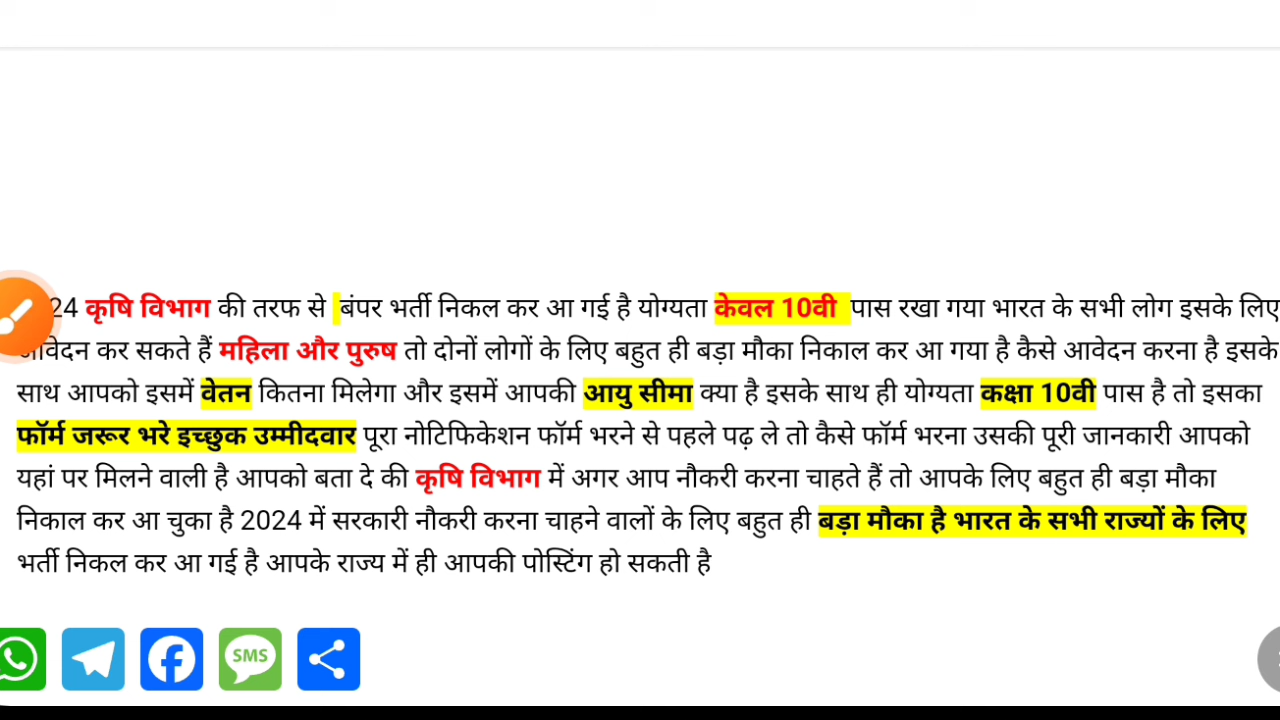 24 कृषि विभाग की तरफ से बंपर भर्ती निकल कर आ गई है योग्यता केवल 10वी पास रखा गया भारत के सभी लोग इसके लिए
आवेदन कर सकते हैं महिला और पुरुष तो दोनों लोगों के लिए बहुत ही बड़ा मौका निकाल कर आ गया है कैसे आवेदन करना है इसके
साथ आपको इसमें वेतन कितना मिलेगा और इसमें आपकी आयु सीमा क्या है इसके साथ ही योग्यता कक्षा 10वी पास है तो इसका
फॉर्म जरूर भरे इच्छुक उम्मीदवार पूरा नोटिफिकेशन फॉर्म भरने से पहले पढ़ ले तो कैसे फॉर्म भरना उसकी पूरी जानकारी आपको
यहां पर मिलने वाली है आपको बता दे की कृषि विभाग में अगर आप नौकरी करना चाहते हैं तो आपके लिए बहुत ही बड़ा मौका
निकाल कर आ चुका है 2024 में सरकारी नौकरी करना चाहने वालों के लिए बहुत ही बड़ा मौका है भारत के सभी राज्यों के लिए
भर्ती निकल कर आ गई है आपके राज्य में ही आपकी पोस्टिंग हो सकती है
SMS